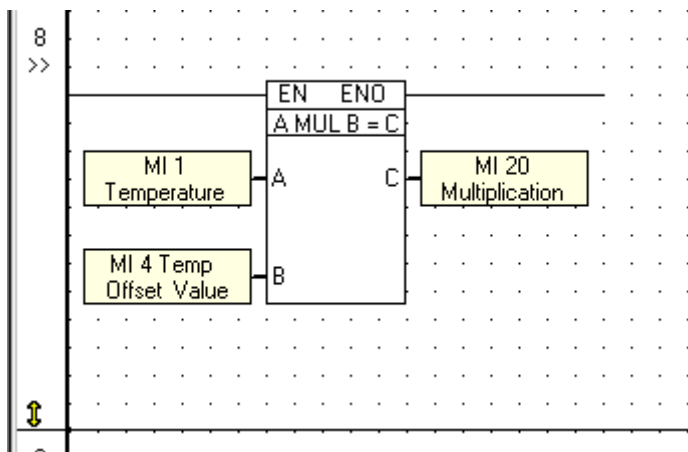 8
>>
EN ENO
A MUL B = C
MI 1
Temperature
A
C
MI 20
Multiplication
MI 4 Temp
Offset Value
B